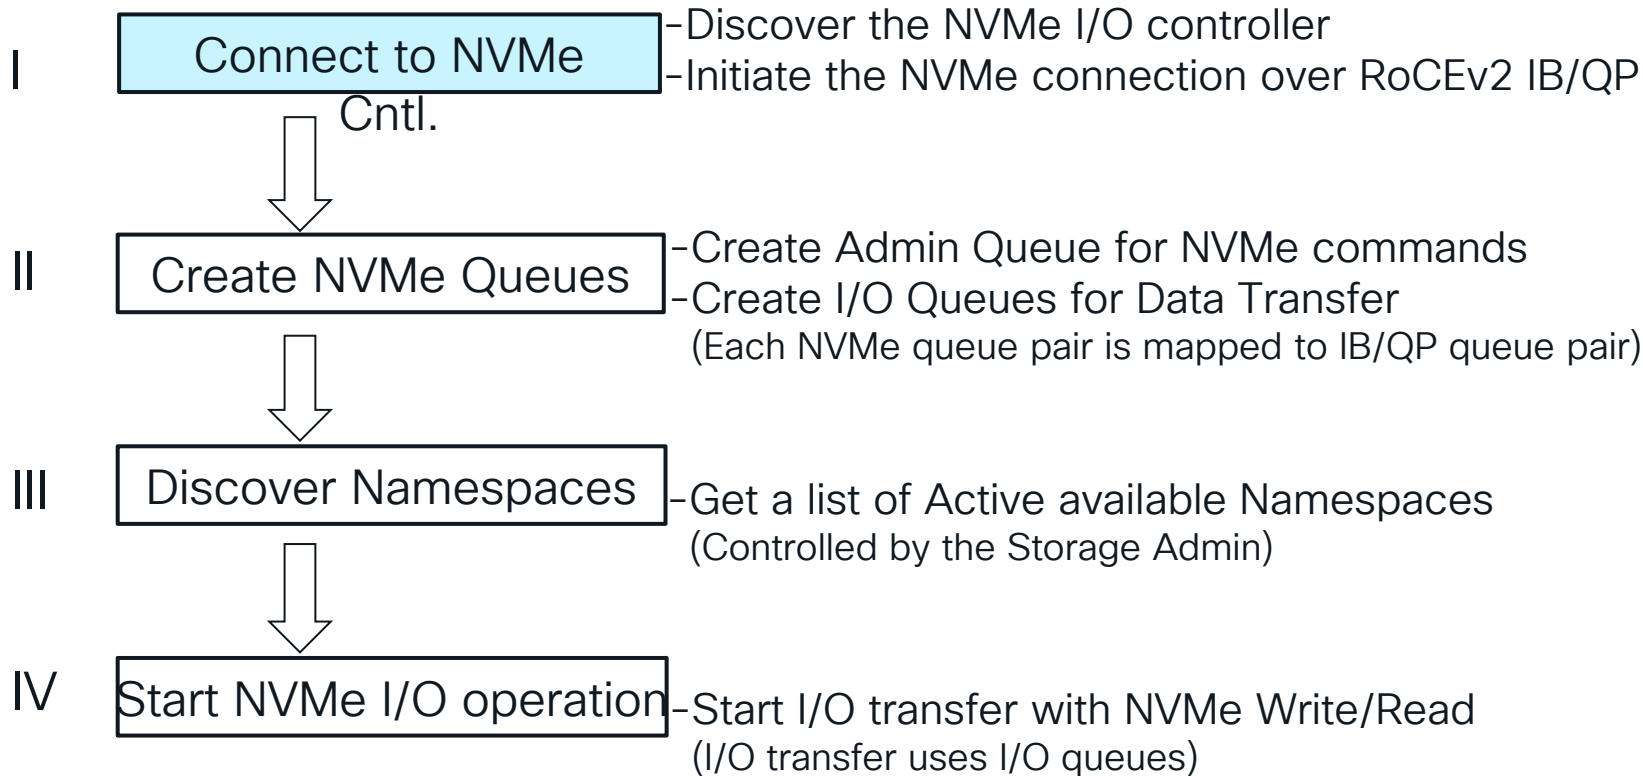 I
Connect to NVMe
Cntl.
-Discover the NVMe I/O controller
-Initiate the NVMe connection over RoCEv2 IB/QP
II
Create NVMe Queues
-Create Admin Queue for NVMe commands
-Create I/O Queues for Data Transfer
(Each NVMe queue pair is mapped to IB/QP queue pair)
III
Discover Namespaces
-Get a list of Active available Namespaces
(Controlled by the Storage Admin)
IV
Start NVMe I/O operation
-Start I/O transfer with NVMe Write/Read
(I/O transfer uses I/O queues)